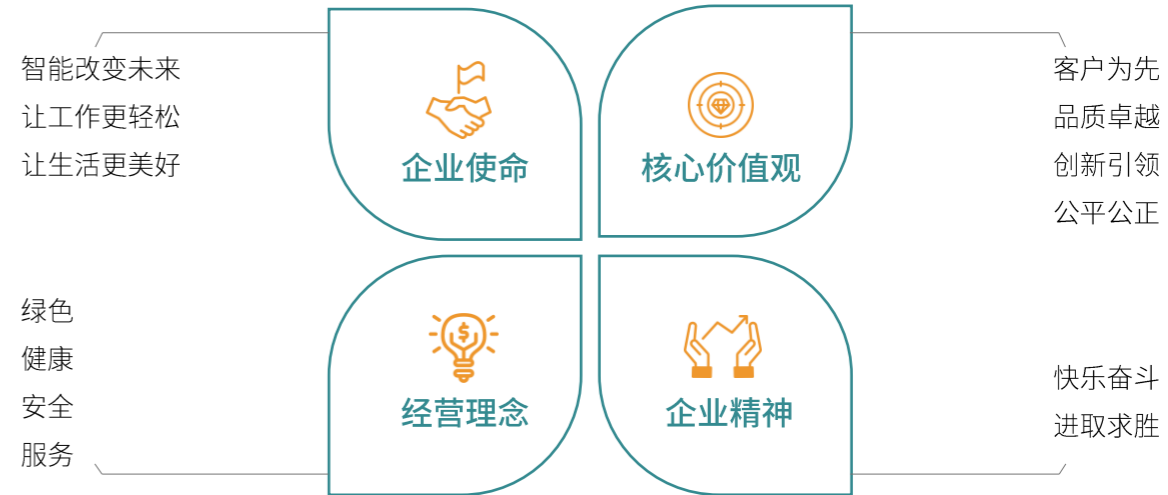 智能改变未来
让工作更轻松
让生活更美好
企业使命
核心价值观
客户为先
品质卓越
创新引领
公平公正
绿色
健康
安全
服务
经营理念
企业精神
快乐奋斗
进取求胜